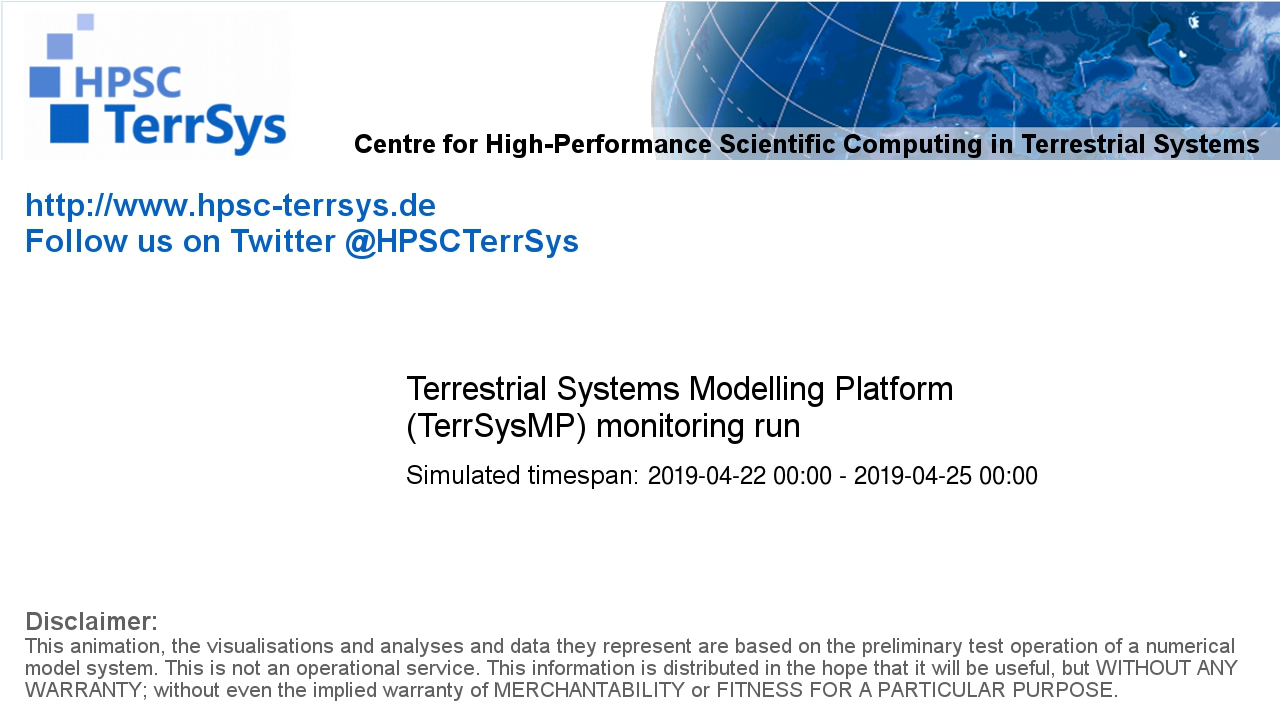 HPSC
TerrSys
Centre for High-Performance Scientific Computing in Terrestrial Systems
http://www.hpsc-terrsys.de
Follow us on Twitter @HPSCTerrSys
Terrestrial Systems Modelling Platform
(TerrSysMP) monitoring run
Simulated timespan: 2019-04-22 00:00 - 2019-04-25 00:00
Disclaimer:
This animation, the visualisations and analyses and data they represent are based on the preliminary test operation of a numerical
model system. This is not an operational service. This information is distributed in the hope that it will be useful, but WITHOUT ANY
WARRANTY; without even the implied warranty of MERCHANTABILITY or FITNESS FOR A PARTICULAR PURPOSE.